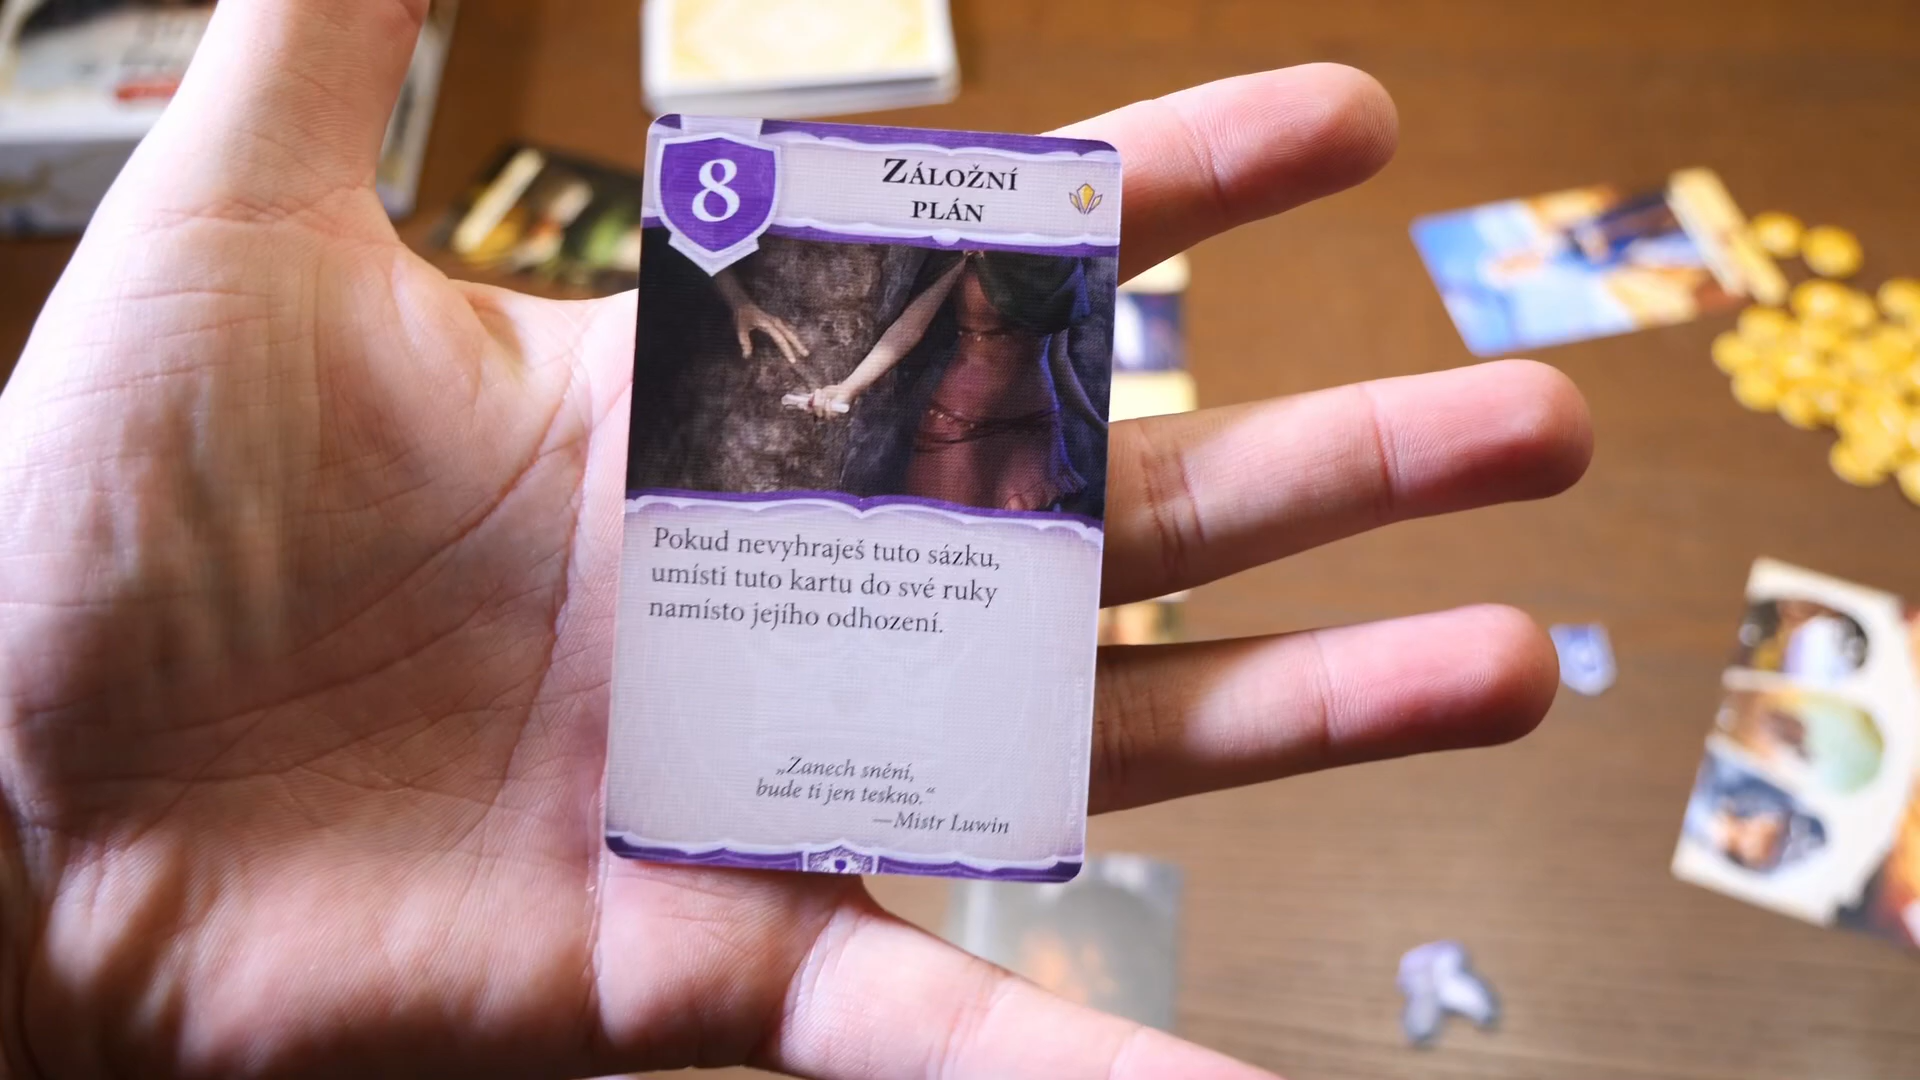 8
ZÁLOŽNÍ
PLÁN
Pokud nevyhraješ tuto sázku,
umísti tuto kartu do své ruky
namísto jejího odhození.
„Zanech snění,
bude ti jen teskno.“
—Mistr Luwin